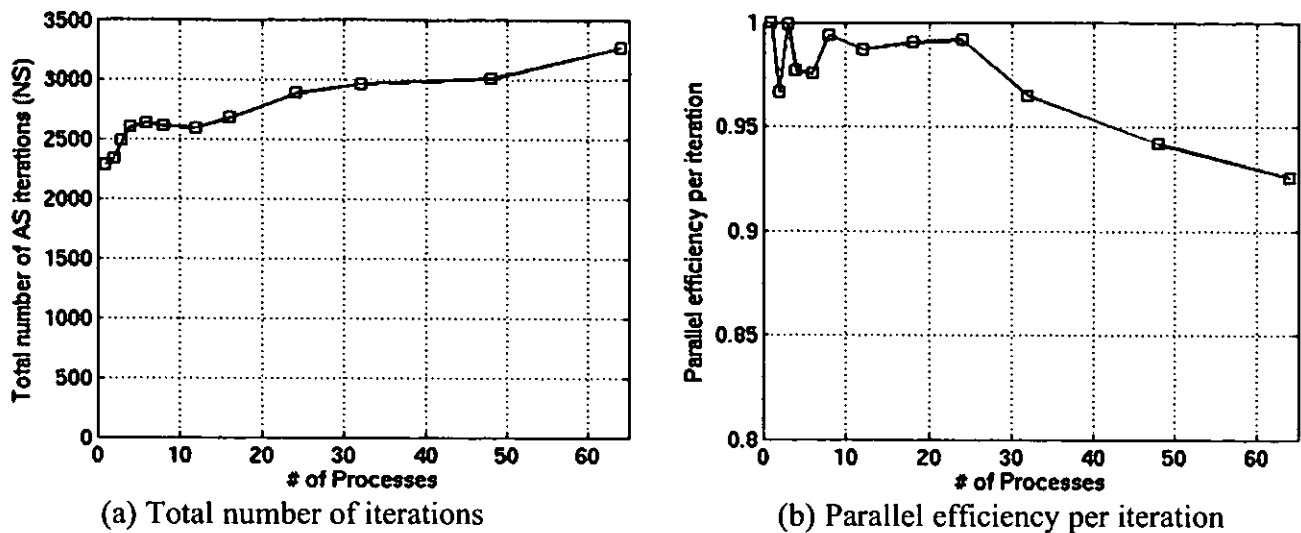 Total number of AS iterations (NS)
3500
3000
2500
2000
1500
1000
500
0
0 10 20 30 40 50 60
# of Processes
(a) Total number of iterations
Parallel efficiency per iteration
1
0.95
0.9
0.85
0.8
0 10 20 30 40 50 60
# of Processes
(b) Parallel efficiency per iteration